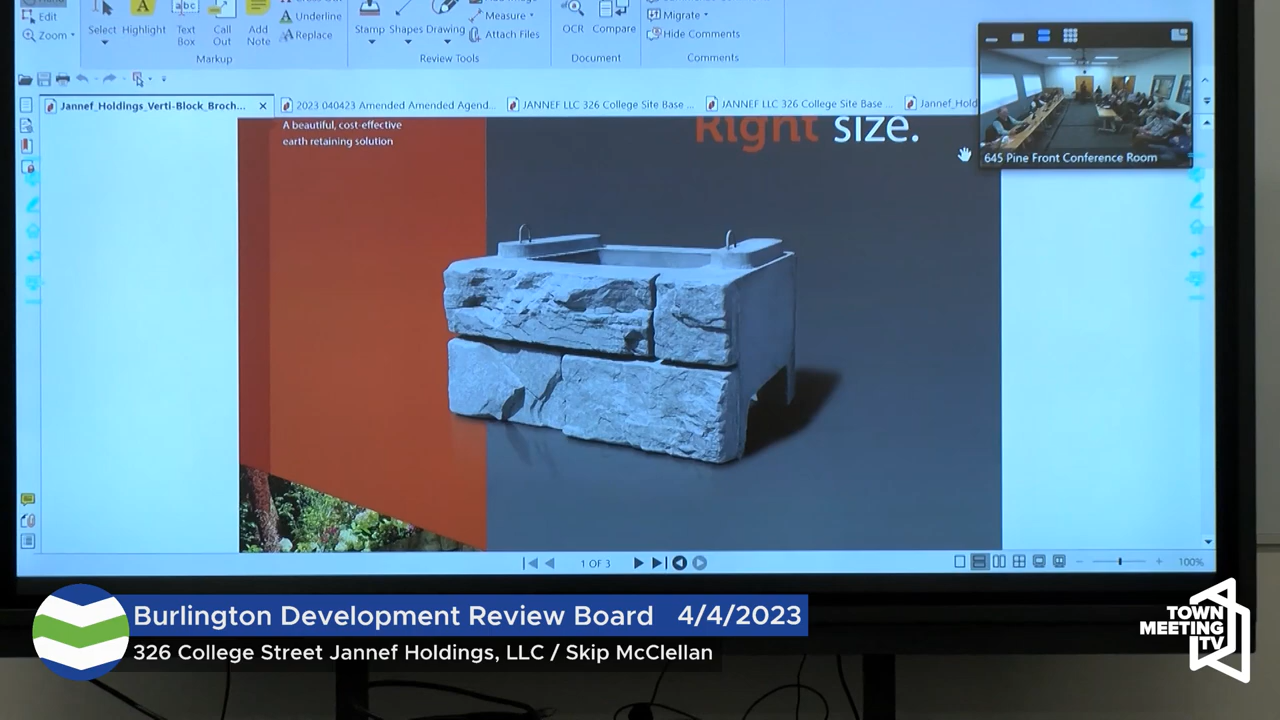 Edit
Zoom
Select
Highlight
Text
Box
Call
Out
Add
Note
Underline
Replace
Markup
Stamp
Shapes
Drawing
Measure
Attach Files
Review Tools
OCR
Compare
Document
Migrate
Hide Comments
Comments
Jannef_Holdings_Verti-Block_Broch...
2023 040423 Amended Amended Agend...
JANNEF LLC 326 College Site Base ...
JANNEF LLC 326 College Site Base ...
Jannef_Hold
645 Pine Front Conference Room
A beautiful, cost-effective
earth retaining solution
Right size.
1 OF 3
100%
Burlington Development Review Board 4/4/2023
326 College Street Jannef Holdings, LLC / Skip McClellan
TOWN
MEETING
TV